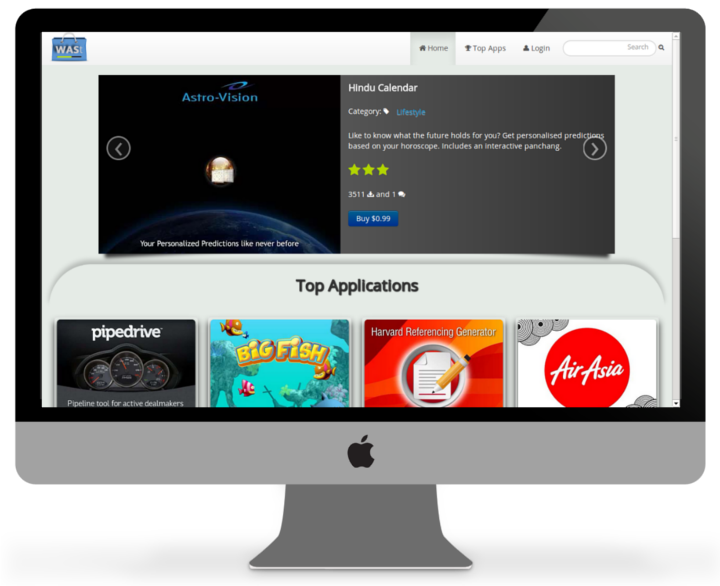 WAS!
Home
Top Apps
Login
Search
Astro-Vision
Your Personalized Predictions like never before
Hindu Calendar
Category: Lifestyle
Like to know what the future holds for you? Get personalised predictions
based on your horoscope. Includes an interactive panchang.
3511 and 1
Buy $0.99
Top Applications
pipedrive
Pipeline tool for active dealmakers
BIG FISH
Harvard Referencing Generator
AirAsia